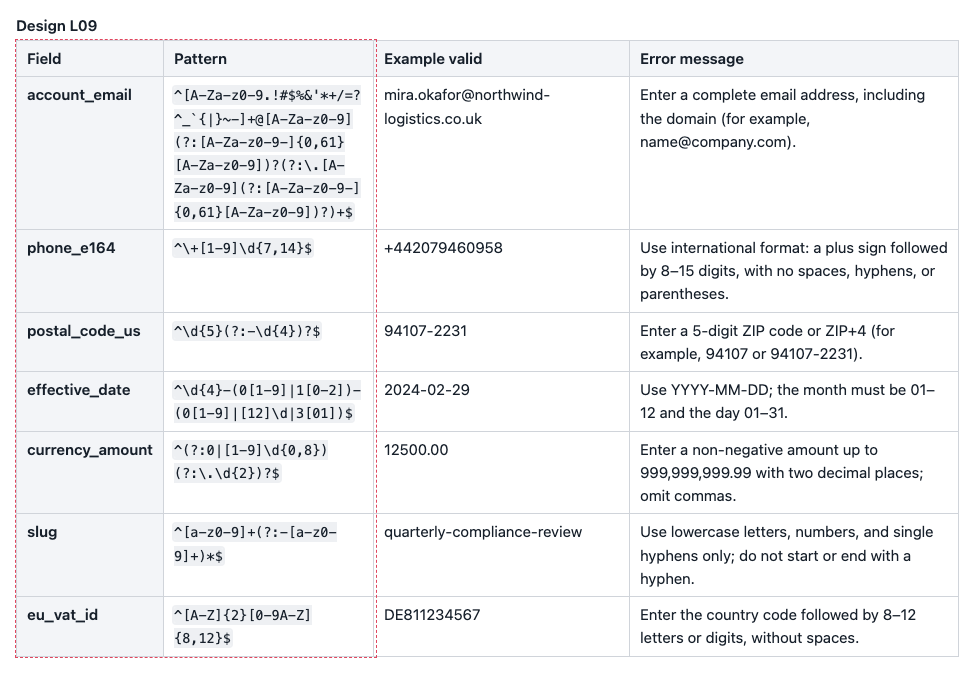 Design L09
Field Pattern Example valid Error message
account_email ^[A-Za-z0-9.!#$%&'*+/=? mira.okafor@northwind- Enter a complete email address, including
^_`{|}~-]+@[A-Za-z0-9] logistics.co.uk the domain (for example,
(?:[A-Za-z0-9-]{0,61} name@company.com).
[A-Za-z0-9])?(?:\.[A-
Za-z0-9](?:[A-Za-z0-9-]
{0,61}[A-Za-z0-9])?)+$
phone_e164 ^\+[1-9]\d{7,14}$ +442079460958 Use international format: a plus sign followed
by 8–15 digits, with no spaces, hyphens, or
parentheses.
postal_code_us ^\d{5}(?:-\d{4})?$ 94107-2231 Enter a 5-digit ZIP code or ZIP+4 (for
example, 94107 or 94107-2231).
effective_date ^\d{4}-(0[1-9]|1[0-2])- 2024-02-29 Use YYYY-MM-DD; the month must be 01–
(0[1-9]|[12]\d|3[01])$ 12 and the day 01–31.
currency_amount ^(?:0|[1-9]\d{0,8}) 12500.00 Enter a non-negative amount up to
(?:\.\d{2})?$ 999,999,999.99 with two decimal places;
omit commas.
slug ^[a-z0-9]+(?:-[a-z0- quarterly-compliance-review Use lowercase letters, numbers, and single
9]+)*$ hyphens only; do not start or end with a
hyphen.
eu_vat_id ^[A-Z]{2}[0-9A-Z] DE811234567 Enter the country code followed by 8–12
{8,12}$ letters or digits, without spaces.